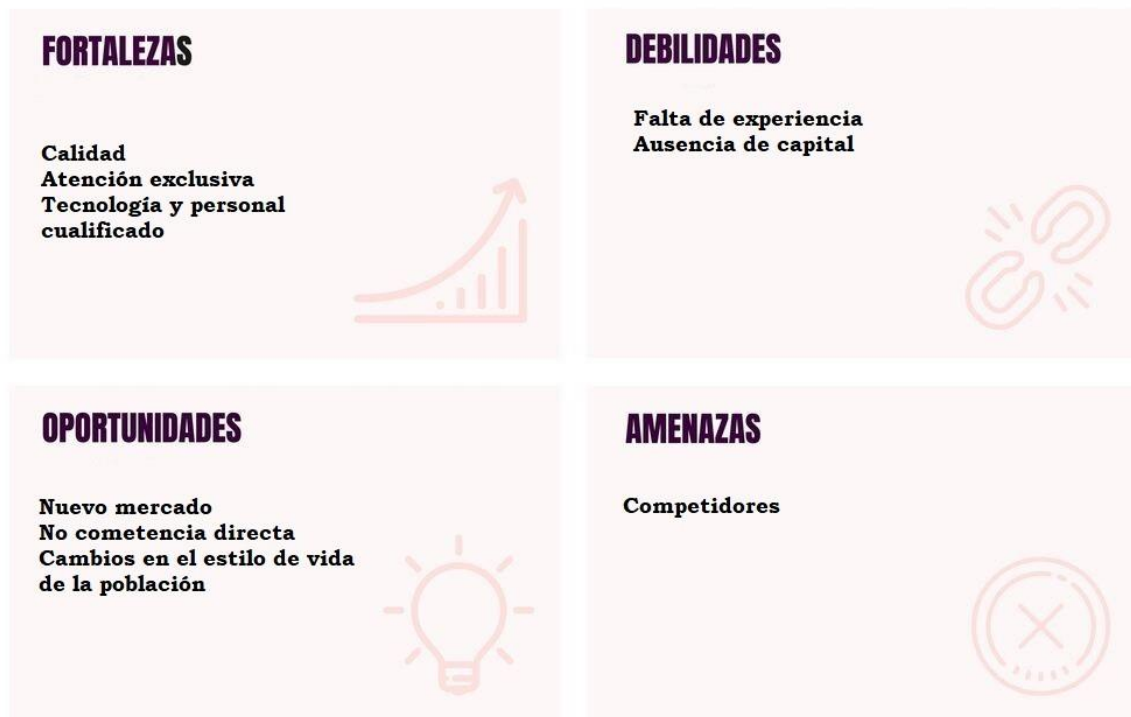 FORTALEZAS
Calidad
Atención exclusiva
Tecnología y personal
cualificado
DEBILIDADES
Falta de experiencia
Ausencia de capital
OPORTUNIDADES
Nuevo mercado
No cometencia directa
Cambios en el estilo de vida
de la población
AMENAZAS
Competidores